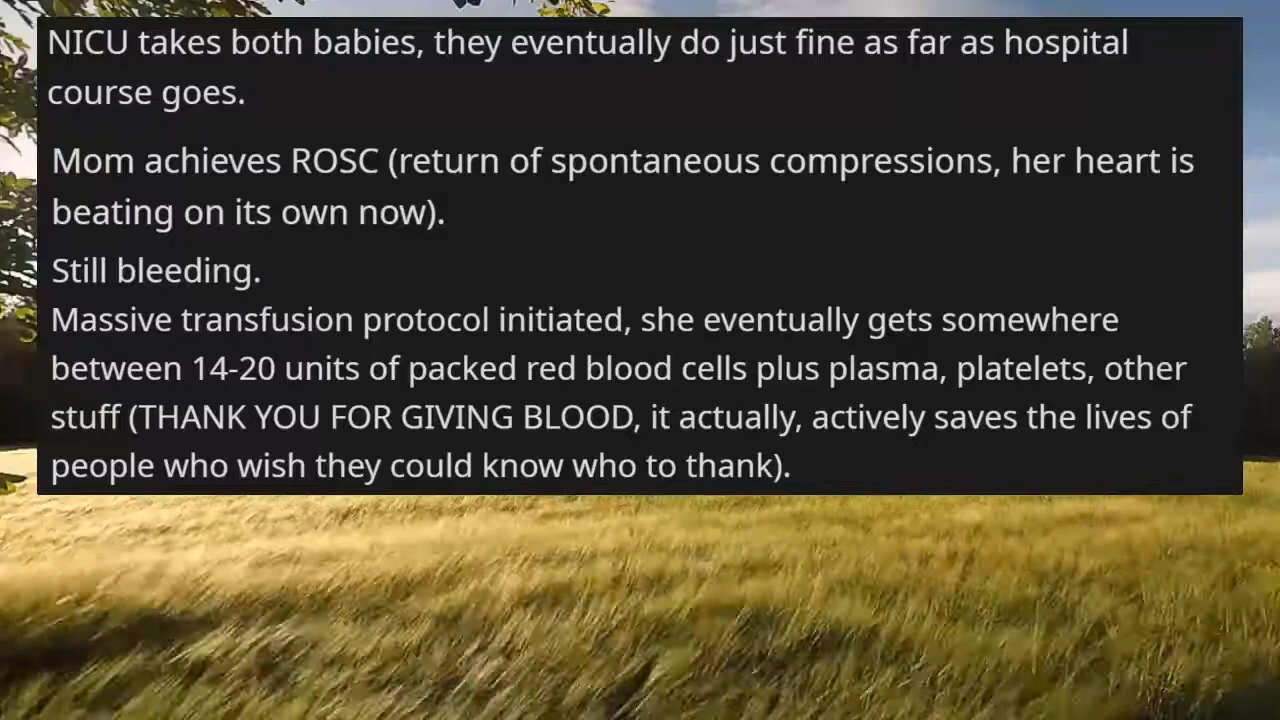 NICU takes both babies, they eventually do just fine as far as hospital
course goes.
Mom achieves ROSC (return of spontaneous compressions, her heart is
beating on its own now).
Still bleeding.
Massive transfusion protocol initiated, she eventually gets somewhere
between 14-20 units of packed red blood cells plus plasma, platelets, other
stuff (THANK YOU FOR GIVING BLOOD, it actually, actively saves the lives of
people who wish they could know who to thank).